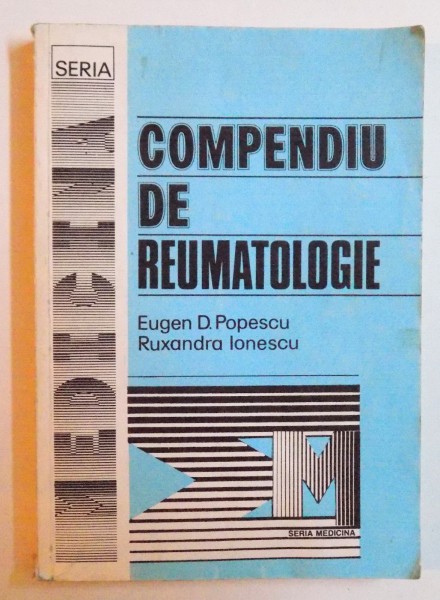 SERIA
MEDICINA
COMPENDIU
DE
REUMATOLOGIE
Eugen D. Popescu
Ruxandra Ionescu
M
SERIA MEDICINA